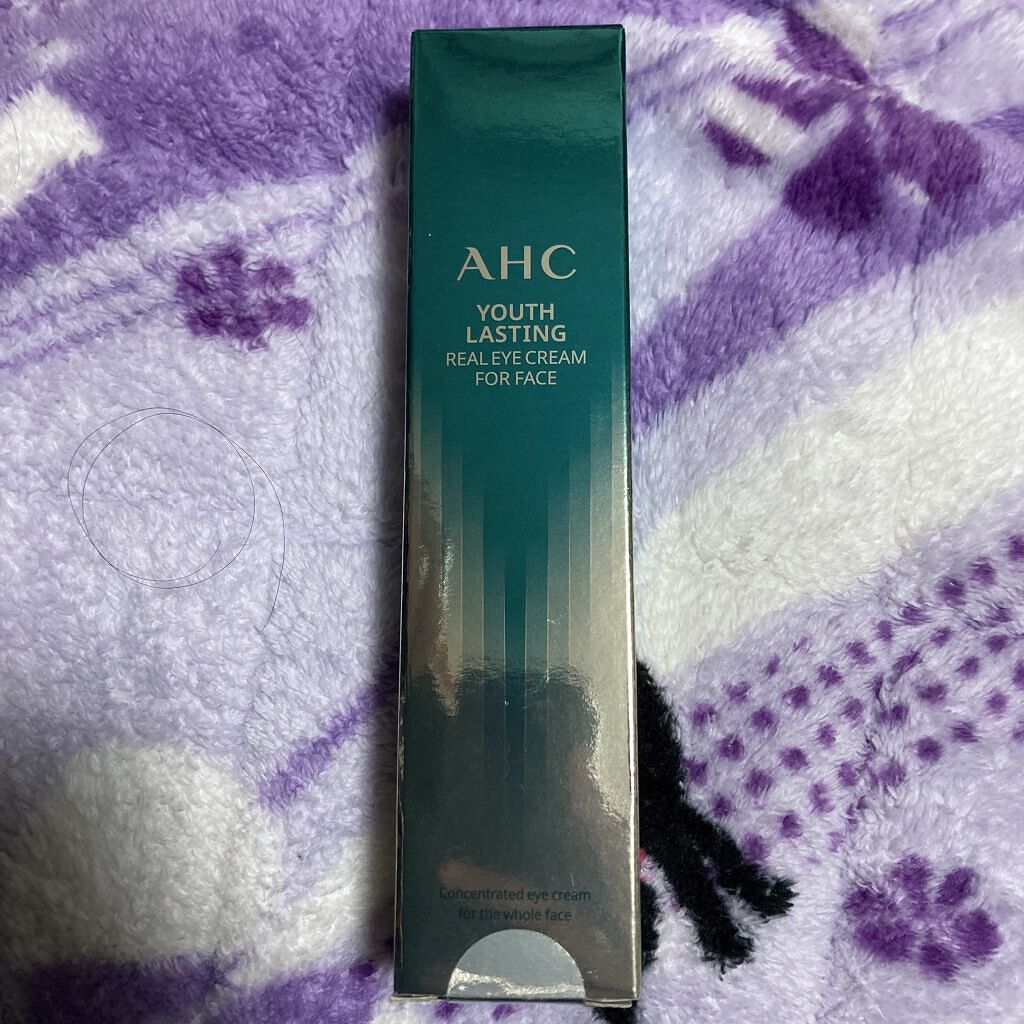 AHC
YOUTH
LASTING
REAL EYE CREAM
FOR FACE
Concentrated eye cream
for the whole face